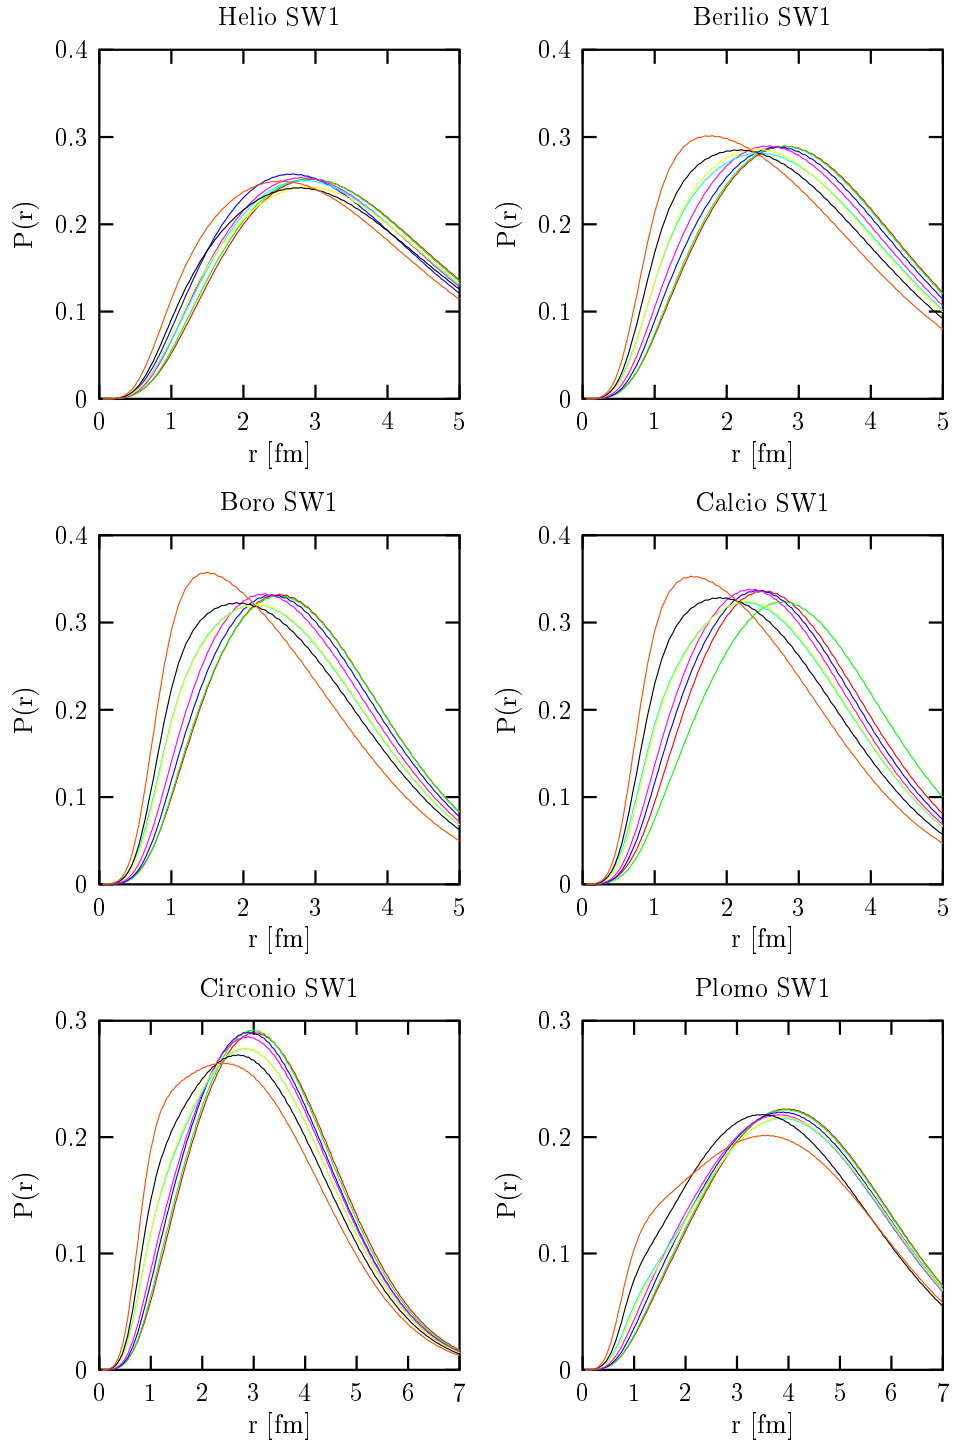 Helio SW1
Berilio SW1
0.4
0.3
0.2
0.1
0
P(r)
0 1 2 3 4 5
r [fm]
0.4
0.3
0.2
0.1
0
P(r)
0 1 2 3 4 5
r [fm]
Boro SW1
Calcio SW1
0.4
0.3
0.2
0.1
0
P(r)
0 1 2 3 4 5
r [fm]
0.4
0.3
0.2
0.1
0
P(r)
0 1 2 3 4 5
r [fm]
Circonio SW1
Plomo SW1
0.3
0.2
0.1
0
P(r)
0 1 2 3 4 5 6 7
r [fm]
0.3
0.2
0.1
0
P(r)
0 1 2 3 4 5 6 7
r [fm]